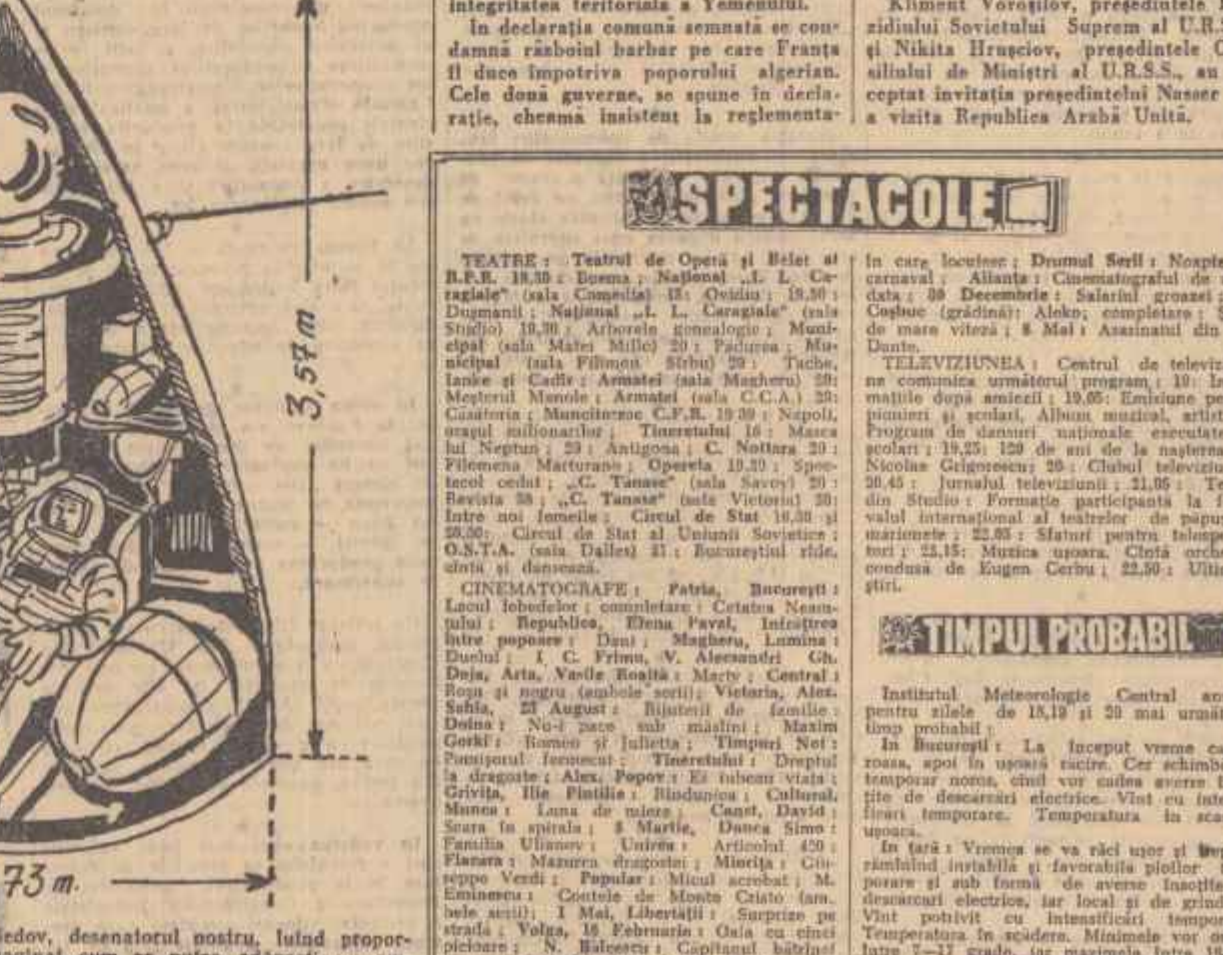 integritatea teritorială a Yemenului.
In declarația comună semnată se con-
damnă războiul barbar pe care Franța
îl duce împotriva poporului algerian.
Cele două guverne, se spune în decla-
rație, cheamă insistent la reglementa-
Kliment Voroșilov, președintele
zidiului Sovietului Suprem al U.R.
și Nikita Hrușciov, președintele
siliului de Miniștri al U.R.S.S., au
ceptat invitația președintelui Nasser
a vizita Republica Arabă Unită.
3,57 m
73 m.
edov, desenatorul nostru, luînd propor-
SPECTACOLE
TEATRE : Teatrul de Operă și Balet al
R.P.R. 19,30 : Boema ; Național „I. L. Ca-
ragiale" (sala Comedia) 15: Ovidiu ; 19,30 :
Dușmanii ; Național „I. L. Caragiale" (sala
Studio) 19,30 : Arborele genealogic ; Muni-
cipal (sala Matei Millo) 20 : Pădurea ; Mu-
nicipal (sala Filimon Sîrbu) 20 : Tache,
Ianke și Cadîr ; Armatei (sala Magheru) 20:
Meșterul Manole ; Armatei (sala C.C.A.) 20:
Căsătoria ; Muncitoresc C.F.R. 19,30 : Napoli,
orașul milionarilor ; Tineretului 16 : Masca
lui Neptun ; 20 : Antigona ; C. Nottara 20 :
Filomena Marturano ; Opereta 19,30 : Spec-
tacol cedat ; „C. Tănase" (sala Savoy) 20 :
Revista 58 ; „C. Tănase" (sala Victoria) 20:
Intre noi femeile ; Circul de Stat 16,30 și
20,30: Circul de Stat al Uniunii Sovietice ;
O.S.T.A. (sala Dalles) 21 : Bucureștiul rîde,
cîntă și dansează.
CINEMATOGRAFE : Patria, București :
Lacul lebedelor ; completare : Cetatea Neam-
țului ; Republica, Elena Pavel, Infrățirea
între popoare : Dani ; Magheru, Lumina :
Duelul ; I. C. Frimu, V. Alecsandri Gh.
Doja, Arta, Vasile Roaită : Marty ; Central :
Roșu și negru (ambele serii); Victoria, Alex.
Sahia, 23 August : Bijuterii de familie ;
Doina : Nu-i pace sub măslini ; Maxim
Gorki : Romeo și Julietta ; Timpuri Noi :
fermecat ; Tineretului : Dreptul
la dragoste ; Alex. Popov : Ei iubeau viața ;
Grivița, Ilie Pintilie : Rîndunica ; Cultural,
Munca : Luna de miere ; David :
Scara în spirală ; 8 Martie, Donca Simo :
Familia Ulianov ; Unirea : Articolul 420 ;
Flacăra : Mazurca dragostei ; Miorița : Giu-
seppe Verdi ; Popular : Micul acrobat ; M.
Eminescu : Contele de Monte Cristo (am-
bele serii); 1 Mai, Libertății : Surprize pe
stradă ; Volga, 16 Februarie : Oaia cu cinci
picioare ; N. Bălcescu : Căpitanul bătrînei
în care locuiesc ; Drumul Serii : Noapte
carnaval ; Alianța : Cinematograful de
dată ; 30 Decembrie : Salariul groazei ;
Coșbuc (grădină): Aleko; completare :
de mare viteză ; 8 Mai : Asasinatul din
Dante.
TELEVIZIUNEA : Centrul de televiz
ne comunică următorul program : 19:
mațiile după amiezii ; 19,05: Emisiune pe
pionieri și școlari, Album muzical, artist
Program de dansuri naționale executate
școlari ; 19,25: 120 de ani de la nașterea
Nicolae Grigorescu; 20 : Clubul televiziu
20,45 : Jurnalul televiziunii ; 21,05 : Te
din Studio : Formație participantă la
valul internațional al teatrelor de păpuș
marionete ; 22,05 : Sfaturi pentru telespe
tori ; 22,15: Muzică ușoară. Cîntă orche
condusă de Eugen Cerbu ; 22,50 : Ultim
știri.
TIMPUL PROBABIL
Institutul Meteorologic Central an
pentru zilele de 18,19 și 20 mai următ
timp probabil :
In București : La început vreme că
roasă, apoi în ușoară răcire. Cer schimb
temporar noros, cînd vor cădea averse
țite de descărcări electrice. Vînt cu inte
ficări temporare. Temperatura în scă
ușoară.
In țară : Vremea se va răci ușor și
rămînînd instabilă și favorabilă ploilor
porare și sub formă de averse însoțite
descărcări electrice, iar local și de grind
Vînt potrivit cu intensificări tempor
Temperatura în scădere. Minimele vor
între 7—17 grade, iar maximele între